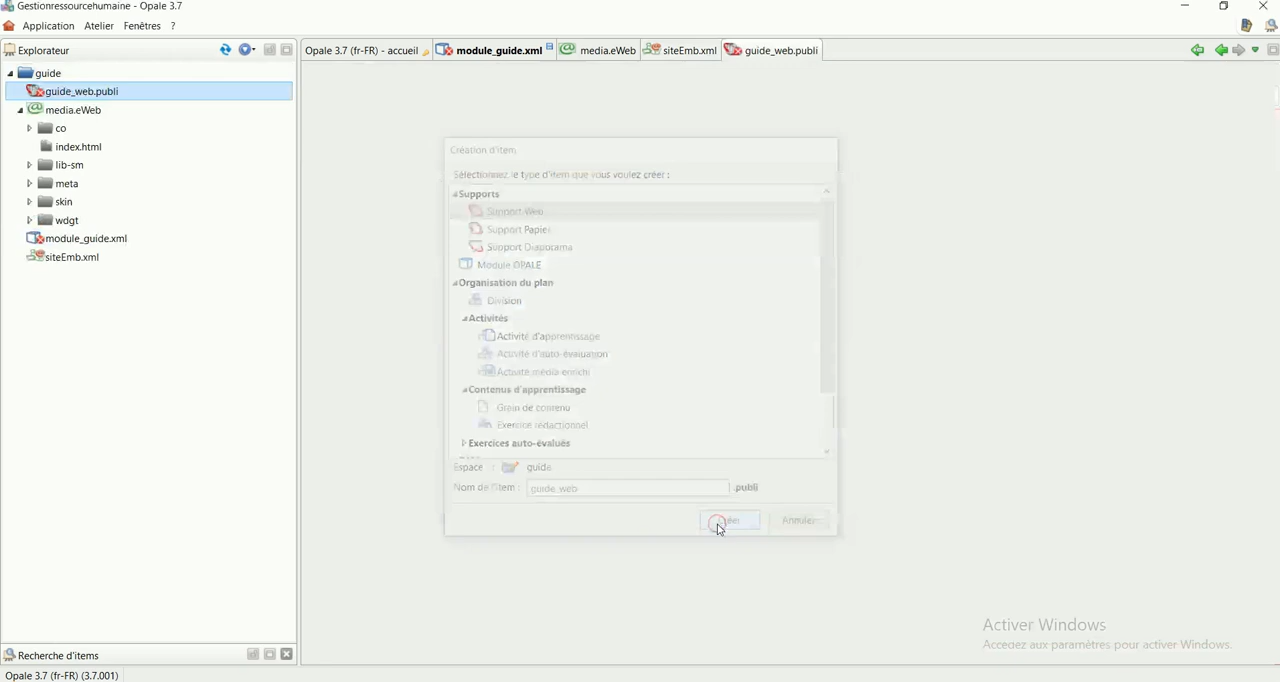 Gestionressourcehumaine - Opale 3.7
Application Atelier Fenêtres ?
Explorateur
Opale 3.7 (fr-FR) - accueil
module_guide.xml
media.eWeb
siteEmb.xml
guide_web.publi
guide
guide_web.publi
media.eWeb
co
index.html
lib-sm
meta
skin
wdgt
module_guide.xml
siteEmb.xml
Création d'item
Sélectionnez le type d'item que vous voulez créer :
Supports
Support Web
Support Papier
Support Diaporama
Module OPALE
Organisation du plan
Division
Activités
Activité d'apprentissage
Activité d'auto-évaluation
Activité média enrichi
Contenus d'apprentissage
Grain de contenu
Exercice rédactionnel
Exercices auto-évalués
Espace : guide
Nom de l'item : guide_web .publi
Créer Annuler
Activer Windows
Accédez aux paramètres pour activer Windows.
Recherche d'items
Opale 3.7 (fr-FR) (3.7.001)